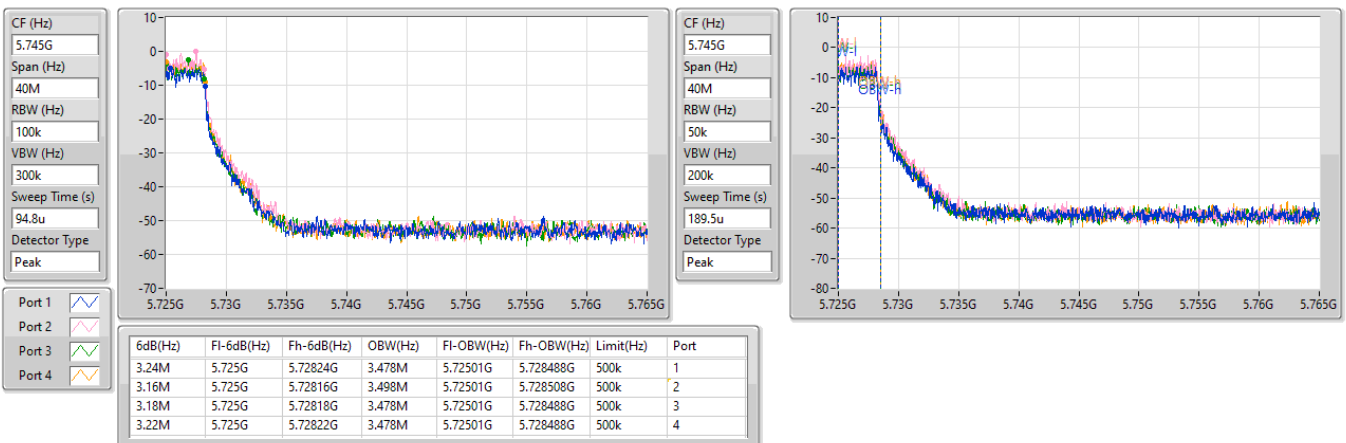 CF (Hz)
5.745G
Span (Hz)
40M
RBW (Hz)
100k
VBW (Hz)
300k
Sweep Time (s)
94.8u
Detector Type
Peak
10
0
-10
-20
-30
-40
-50
-60
-70
5.725G 5.73G 5.735G 5.74G 5.745G 5.75G 5.755G 5.76G 5.765G
CF (Hz)
5.745G
Span (Hz)
40M
RBW (Hz)
50k
VBW (Hz)
200k
Sweep Time (s)
189.5u
Detector Type
Peak
10
0
-10
-20
-30
-40
-50
-60
-70
-80
OBW-h
5.725G 5.73G 5.735G 5.74G 5.745G 5.75G 5.755G 5.76G 5.765G
Port 1
Port 2
Port 3
Port 4
6dB(Hz) Fl-6dB(Hz) Fh-6dB(Hz) OBW(Hz) Fl-OBW(Hz) Fh-OBW(Hz) Limit(Hz) Port
3.24M 5.725G 5.72824G 3.478M 5.72501G 5.728488G 500k 1
3.16M 5.725G 5.72816G 3.498M 5.72501G 5.728508G 500k 2
3.18M 5.725G 5.72818G 3.478M 5.72501G 5.728488G 500k 3
3.22M 5.725G 5.72822G 3.478M 5.72501G 5.728488G 500k 4